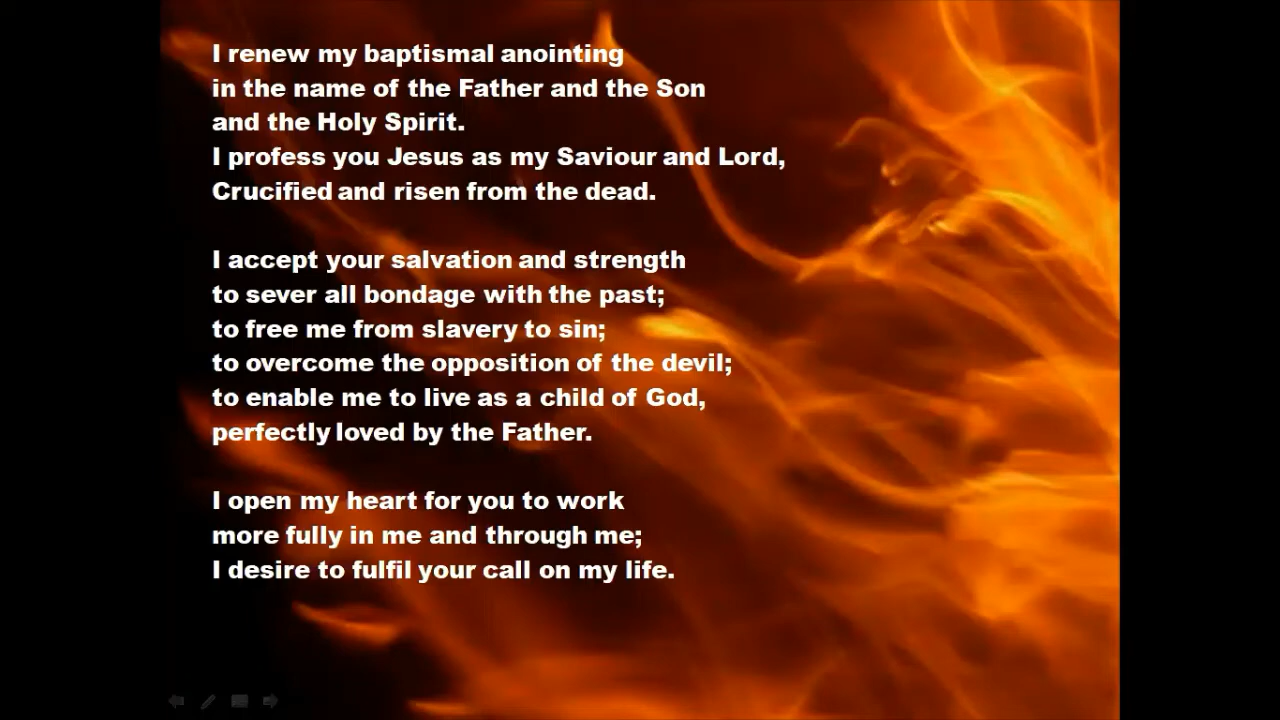 I renew my baptismal anointing
in the name of the Father and the Son
and the Holy Spirit.
I profess you Jesus as my Saviour and Lord,
Crucified and risen from the dead.
I accept your salvation and strength
to sever all bondage with the past;
to free me from slavery to sin;
to overcome the opposition of the devil;
to enable me to live as a child of God,
perfectly loved by the Father.
I open my heart for you to work
more fully in me and through me;
I desire to fulfil your call on my life.